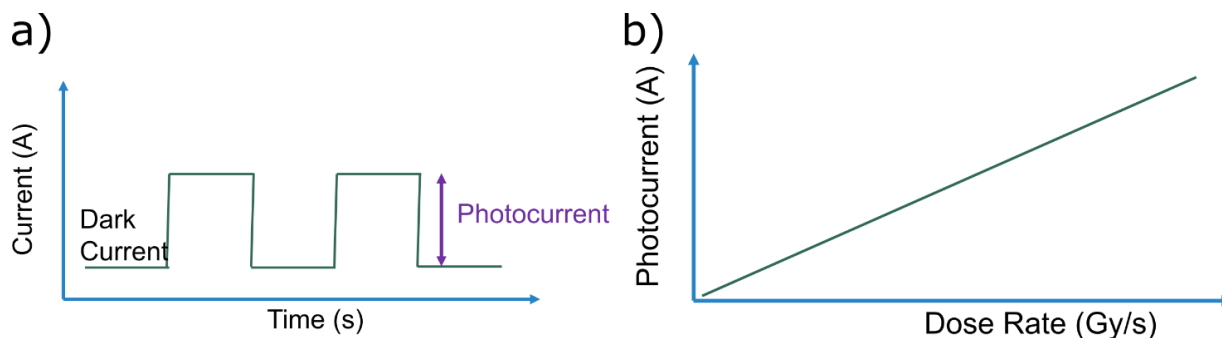 a)
Current (A)
Dark
Current
Photocurrent
Time (s)
b)
Photocurrent (A)
Dose Rate (Gy/s)